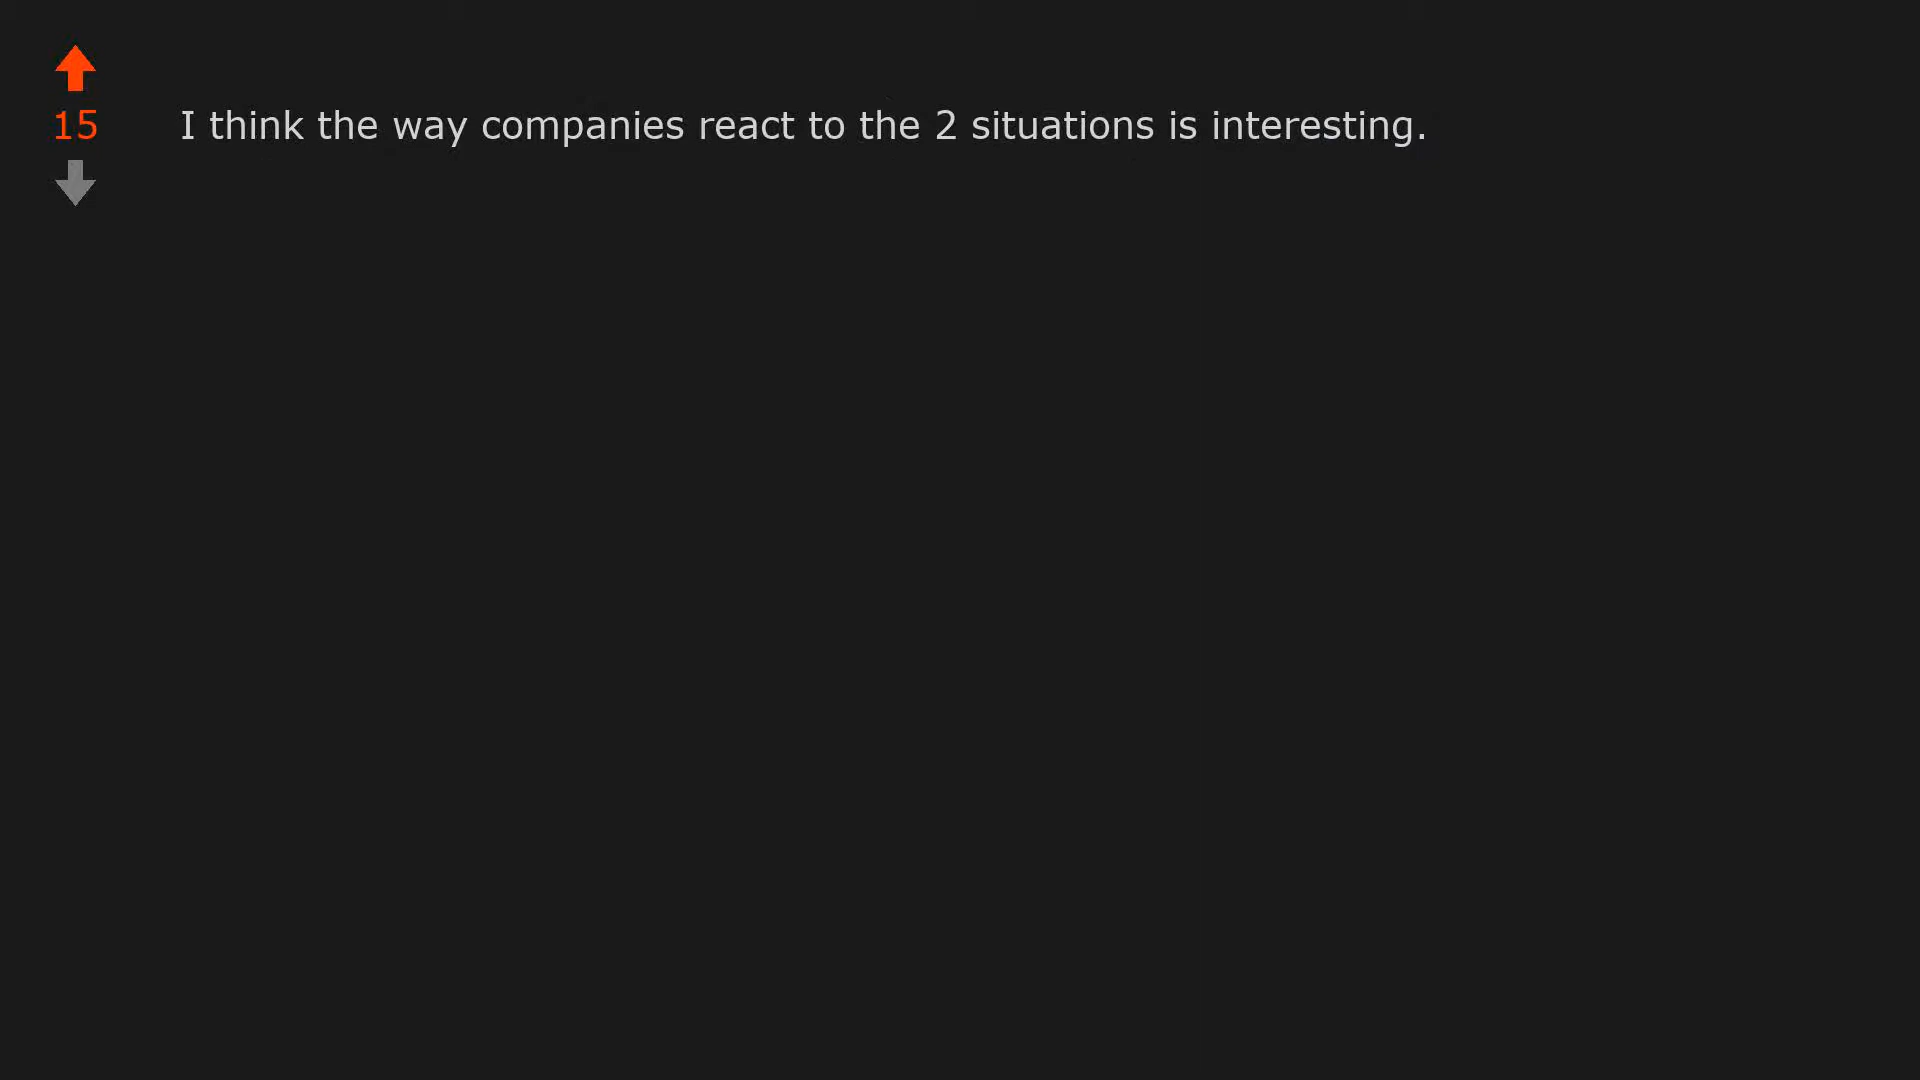 15 I think the way companies react to the 2 situations is interesting.